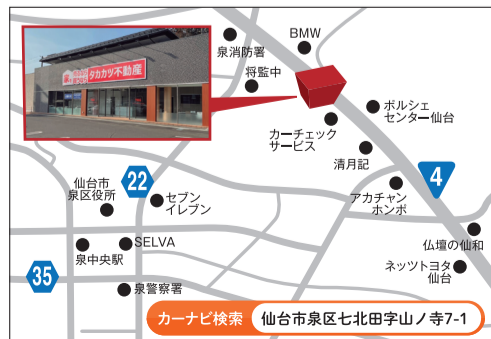 BMW
泉消防署
将監中
タカカツ不動産
ポルシェ
センター仙台
カーチェック
サービス
清月記
4
アカチャン
ホンポ
仙台市
泉区役所
22
セブン
イレブン
仏壇の仙和
泉中央駅
SELVA
ネッツトヨタ
仙台
35
泉警察署
カーナビ検索
仙台市泉区七北田字山ノ寺7-1